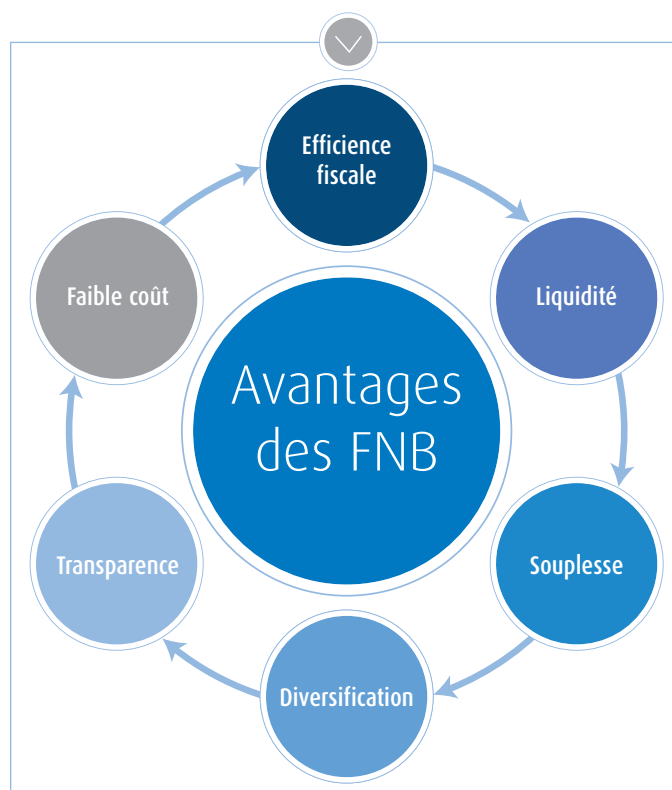 Efficience
fiscale
Liquidité
Souplesse
Diversification
Transparence
Faible coût
Avantages
des FNB